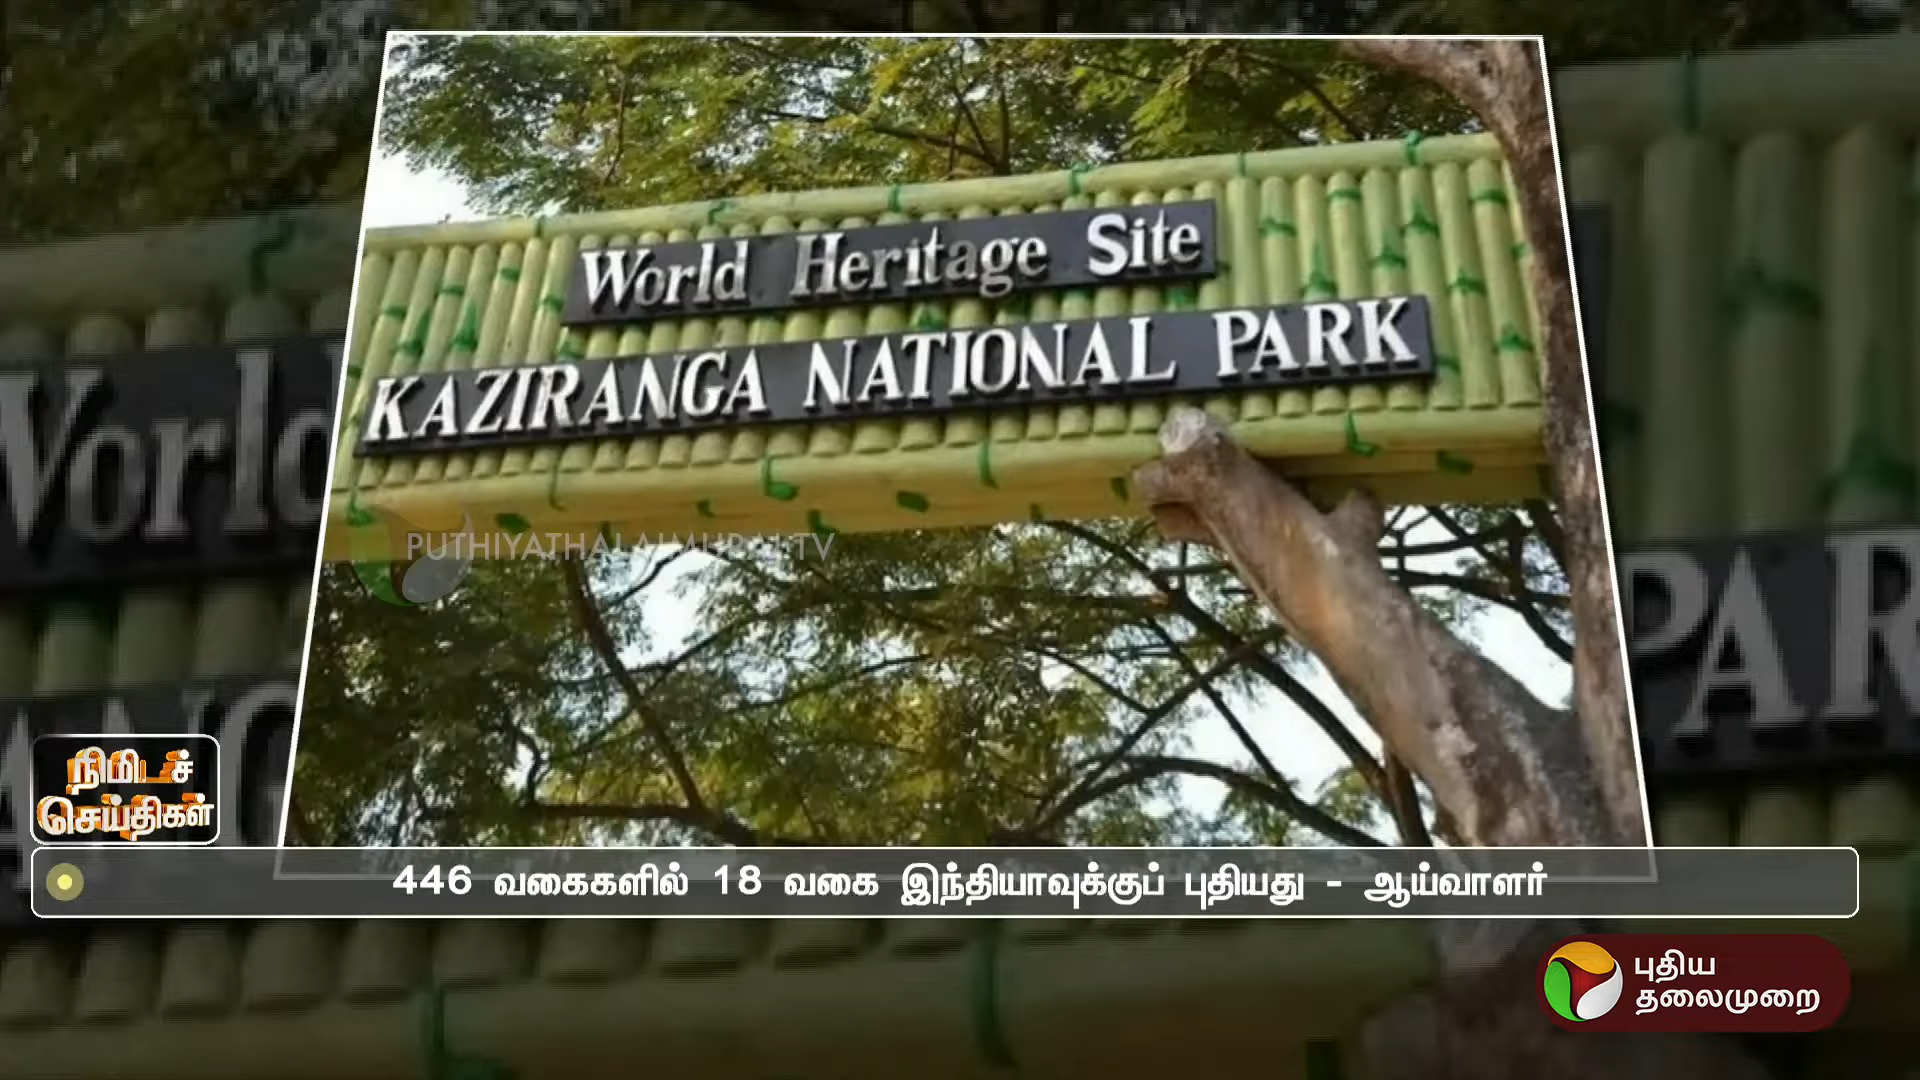 World Heritage Site
KAZIRANGA NATIONAL PARK
PUTHIYATHALAIMURAI TV
நிமிடச்
செய்திகள்
446 வகைகளில் 18 வகை இந்தியாவுக்குப் புதியது - ஆய்வாளர்
புதிய
தலைமுறை